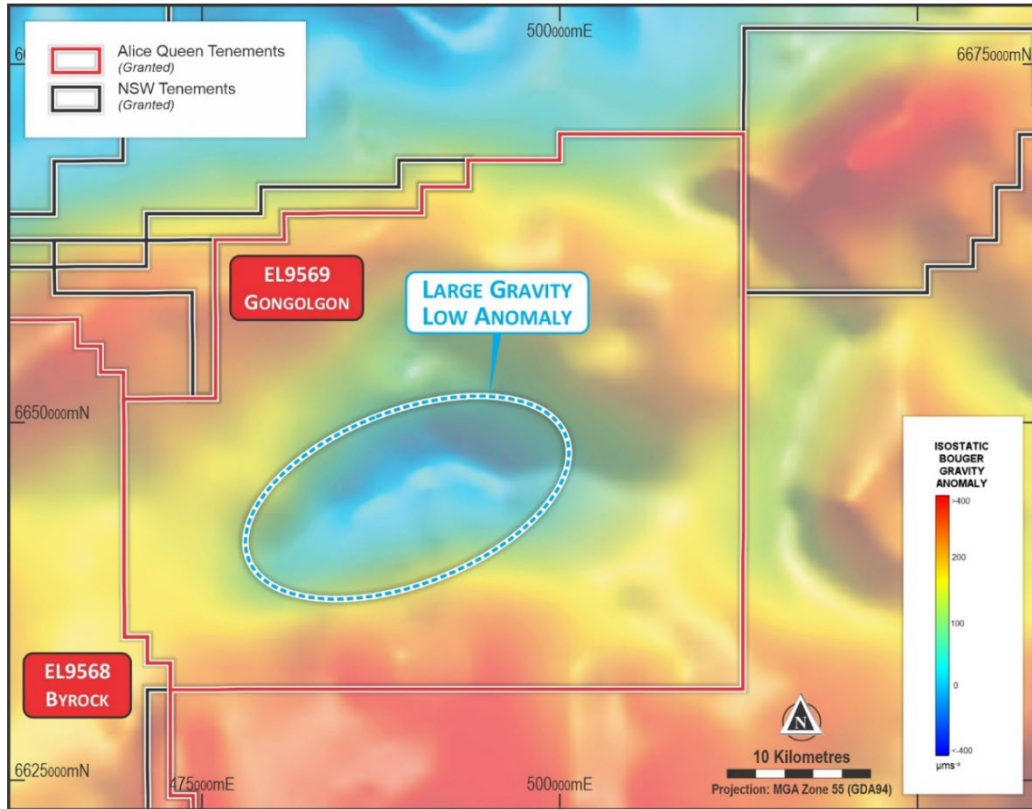 Alice Queen Tenements
(Granted)
NSW Tenements
(Granted)
500000mE
6675000mN
EL9569
GONGOLGON
LARGE GRAVITY
LOW ANOMALY
6650000mN
ISOSTATIC
BOUGER
GRAVITY
ANOMALY
>400
200
100
0
<-400
µms⁻²
EL9568
BYROCK
N
10 Kilometres
Projection: MGA Zone 55 (GDA94)
6625000mN
475000mE
500000mE